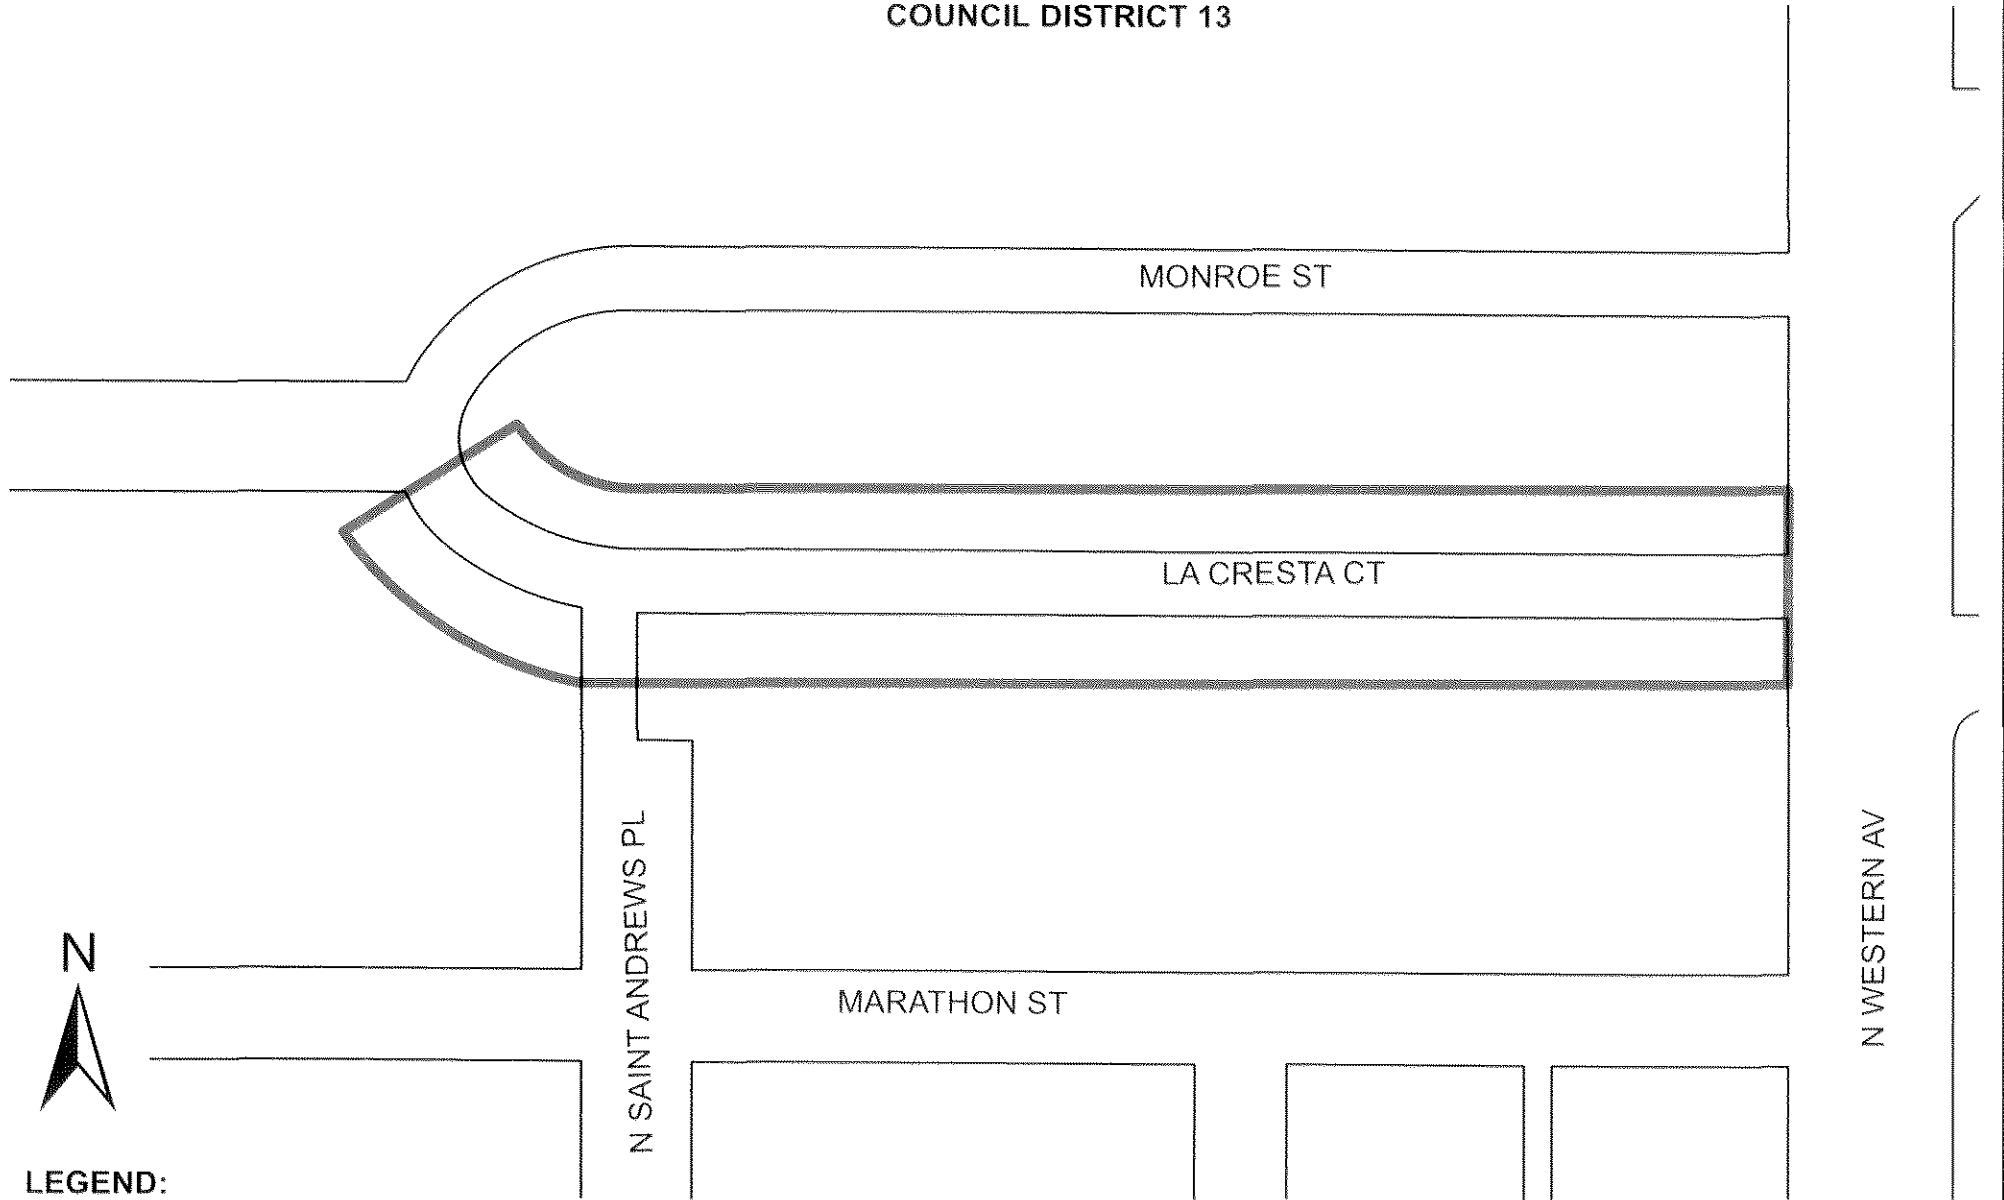 COUNCIL DISTRICT 13
MONROE ST
LA CRESTA CT
N SAINT ANDREWS PL
N WESTERN AV
MARATHON ST
N
LEGEND: